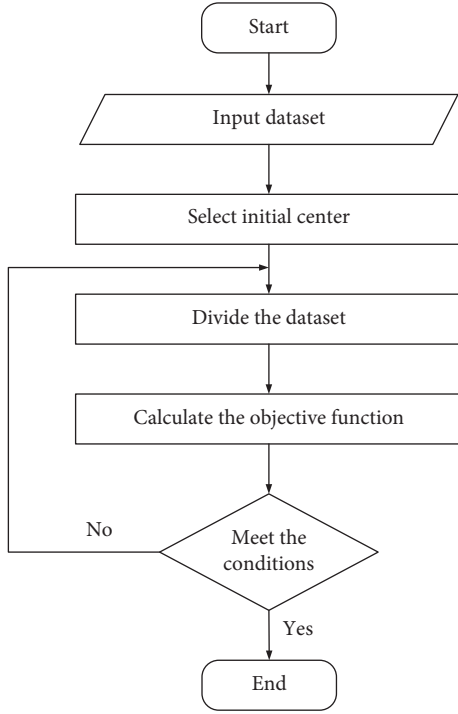 Start
Input dataset
Select initial center
Divide the dataset
Calculate the objective function
No
Meet the
conditions
Yes
End